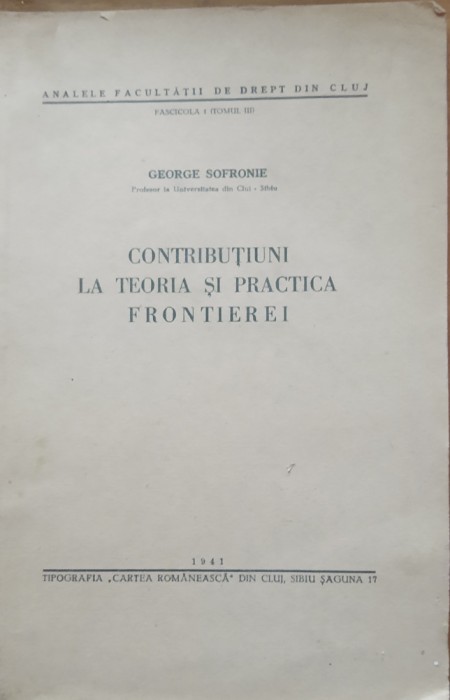 ANALELE FACULTĂȚII DE DREPT DIN CLUJ
FASCICOLA 1 (TOMUL III)
GEORGE SOFRONIE
Profesor la Universitatea din Cluj - Sibiu
CONTRIBUȚIUNI
LA TEORIA ȘI PRACTICA
FRONTIEREI
1941
TIPOGRAFIA „CARTEA ROMÂNEASCĂ" DIN CLUJ, SIBIU ȘAGUNA 17